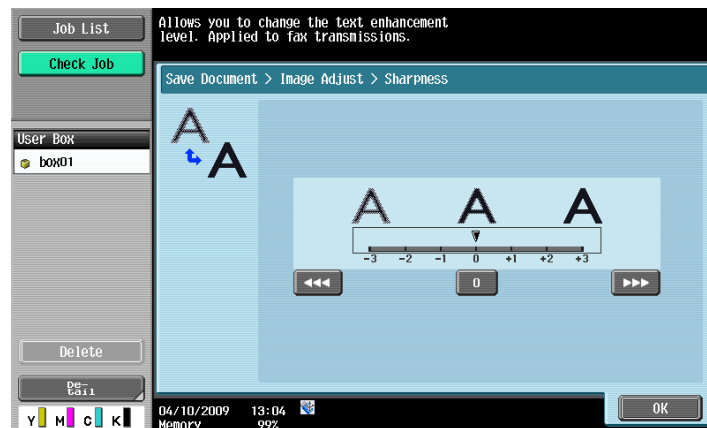 Job List
Allows you to change the text enhancement
level. Applied to fax transmissions.
Check Job
Save Document > Image Adjust > Sharpness
User Box
box01
A
A
A A A
-3 -2 -1 0 +1 +2 +3
0
Delete
De-
tail
Y M C K
04/10/2009 13:04
Memory 99%
OK